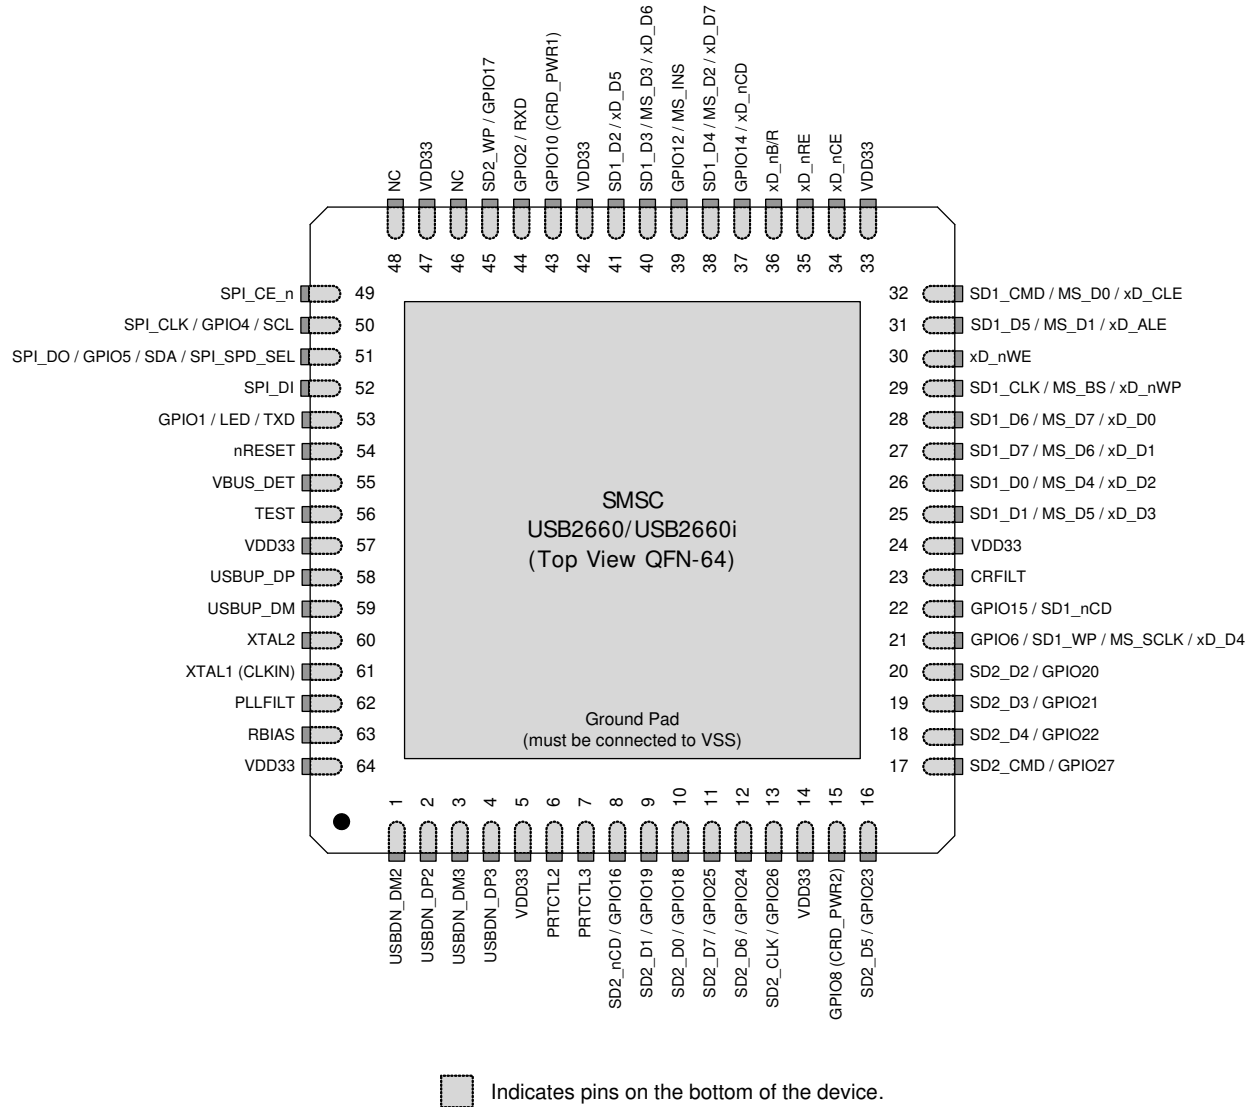 NC
VDD33
NC
SD2_WP / GPIO17
GPIO2 / RXD
GPIO10 (CRD_PWR1)
VDD33
SD1_D2 / xD_D5
SD1_D3 / MS_D3 / xD_D6
GPIO12 / MS_INS
SD1_D4 / MS_D2 / xD_D7
GPIO14 / xD_nCD
xD_nB/R
xD_nRE
xD_nCE
VDD33
48
47
46
45
44
43
42
41
40
39
38
37
36
35
34
33
SPI_CE_n 49
SPI_CLK / GPIO4 / SCL 50
SPI_DO / GPIO5 / SDA / SPI_SPD_SEL 51
SPI_DI 52
GPIO1 / LED / TXD 53
nRESET 54
VBUS_DET 55
TEST 56
VDD33 57
USBUP_DP 58
USBUP_DM 59
XTAL2 60
XTAL1 (CLKIN) 61
PLLFILT 62
RBIAS 63
VDD33 64
SMSC
USB2660/USB2660i
(Top View QFN-64)
Ground Pad
(must be connected to VSS)
32 SD1_CMD / MS_D0 / xD_CLE
31 SD1_D5 / MS_D1 / xD_ALE
30 xD_nWE
29 SD1_CLK / MS_BS / xD_nWP
28 SD1_D6 / MS_D7 / xD_D0
27 SD1_D7 / MS_D6 / xD_D1
26 SD1_D0 / MS_D4 / xD_D2
25 SD1_D1 / MS_D5 / xD_D3
24 VDD33
23 CRFILT
22 GPIO15 / SD1_nCD
21 GPIO6 / SD1_WP / MS_SCLK / xD_D4
20 SD2_D2 / GPIO20
19 SD2_D3 / GPIO21
18 SD2_D4 / GPIO22
17 SD2_CMD / GPIO27
1
2
3
4
5
6
7
8
9
10
11
12
13
14
15
16
USBDN_DM2
USBDN_DP2
USBDN_DM3
USBDN_DP3
VDD33
PRTCTL2
PRTCTL3
SD2_nCD / GPIO16
SD2_D1 / GPIO19
SD2_D0 / GPIO18
SD2_D7 / GPIO25
SD2_D6 / GPIO24
SD2_CLK / GPIO26
VDD33
GPIO8 (CRD_PWR2)
SD2_D5 / GPIO23
Indicates pins on the bottom of the device.